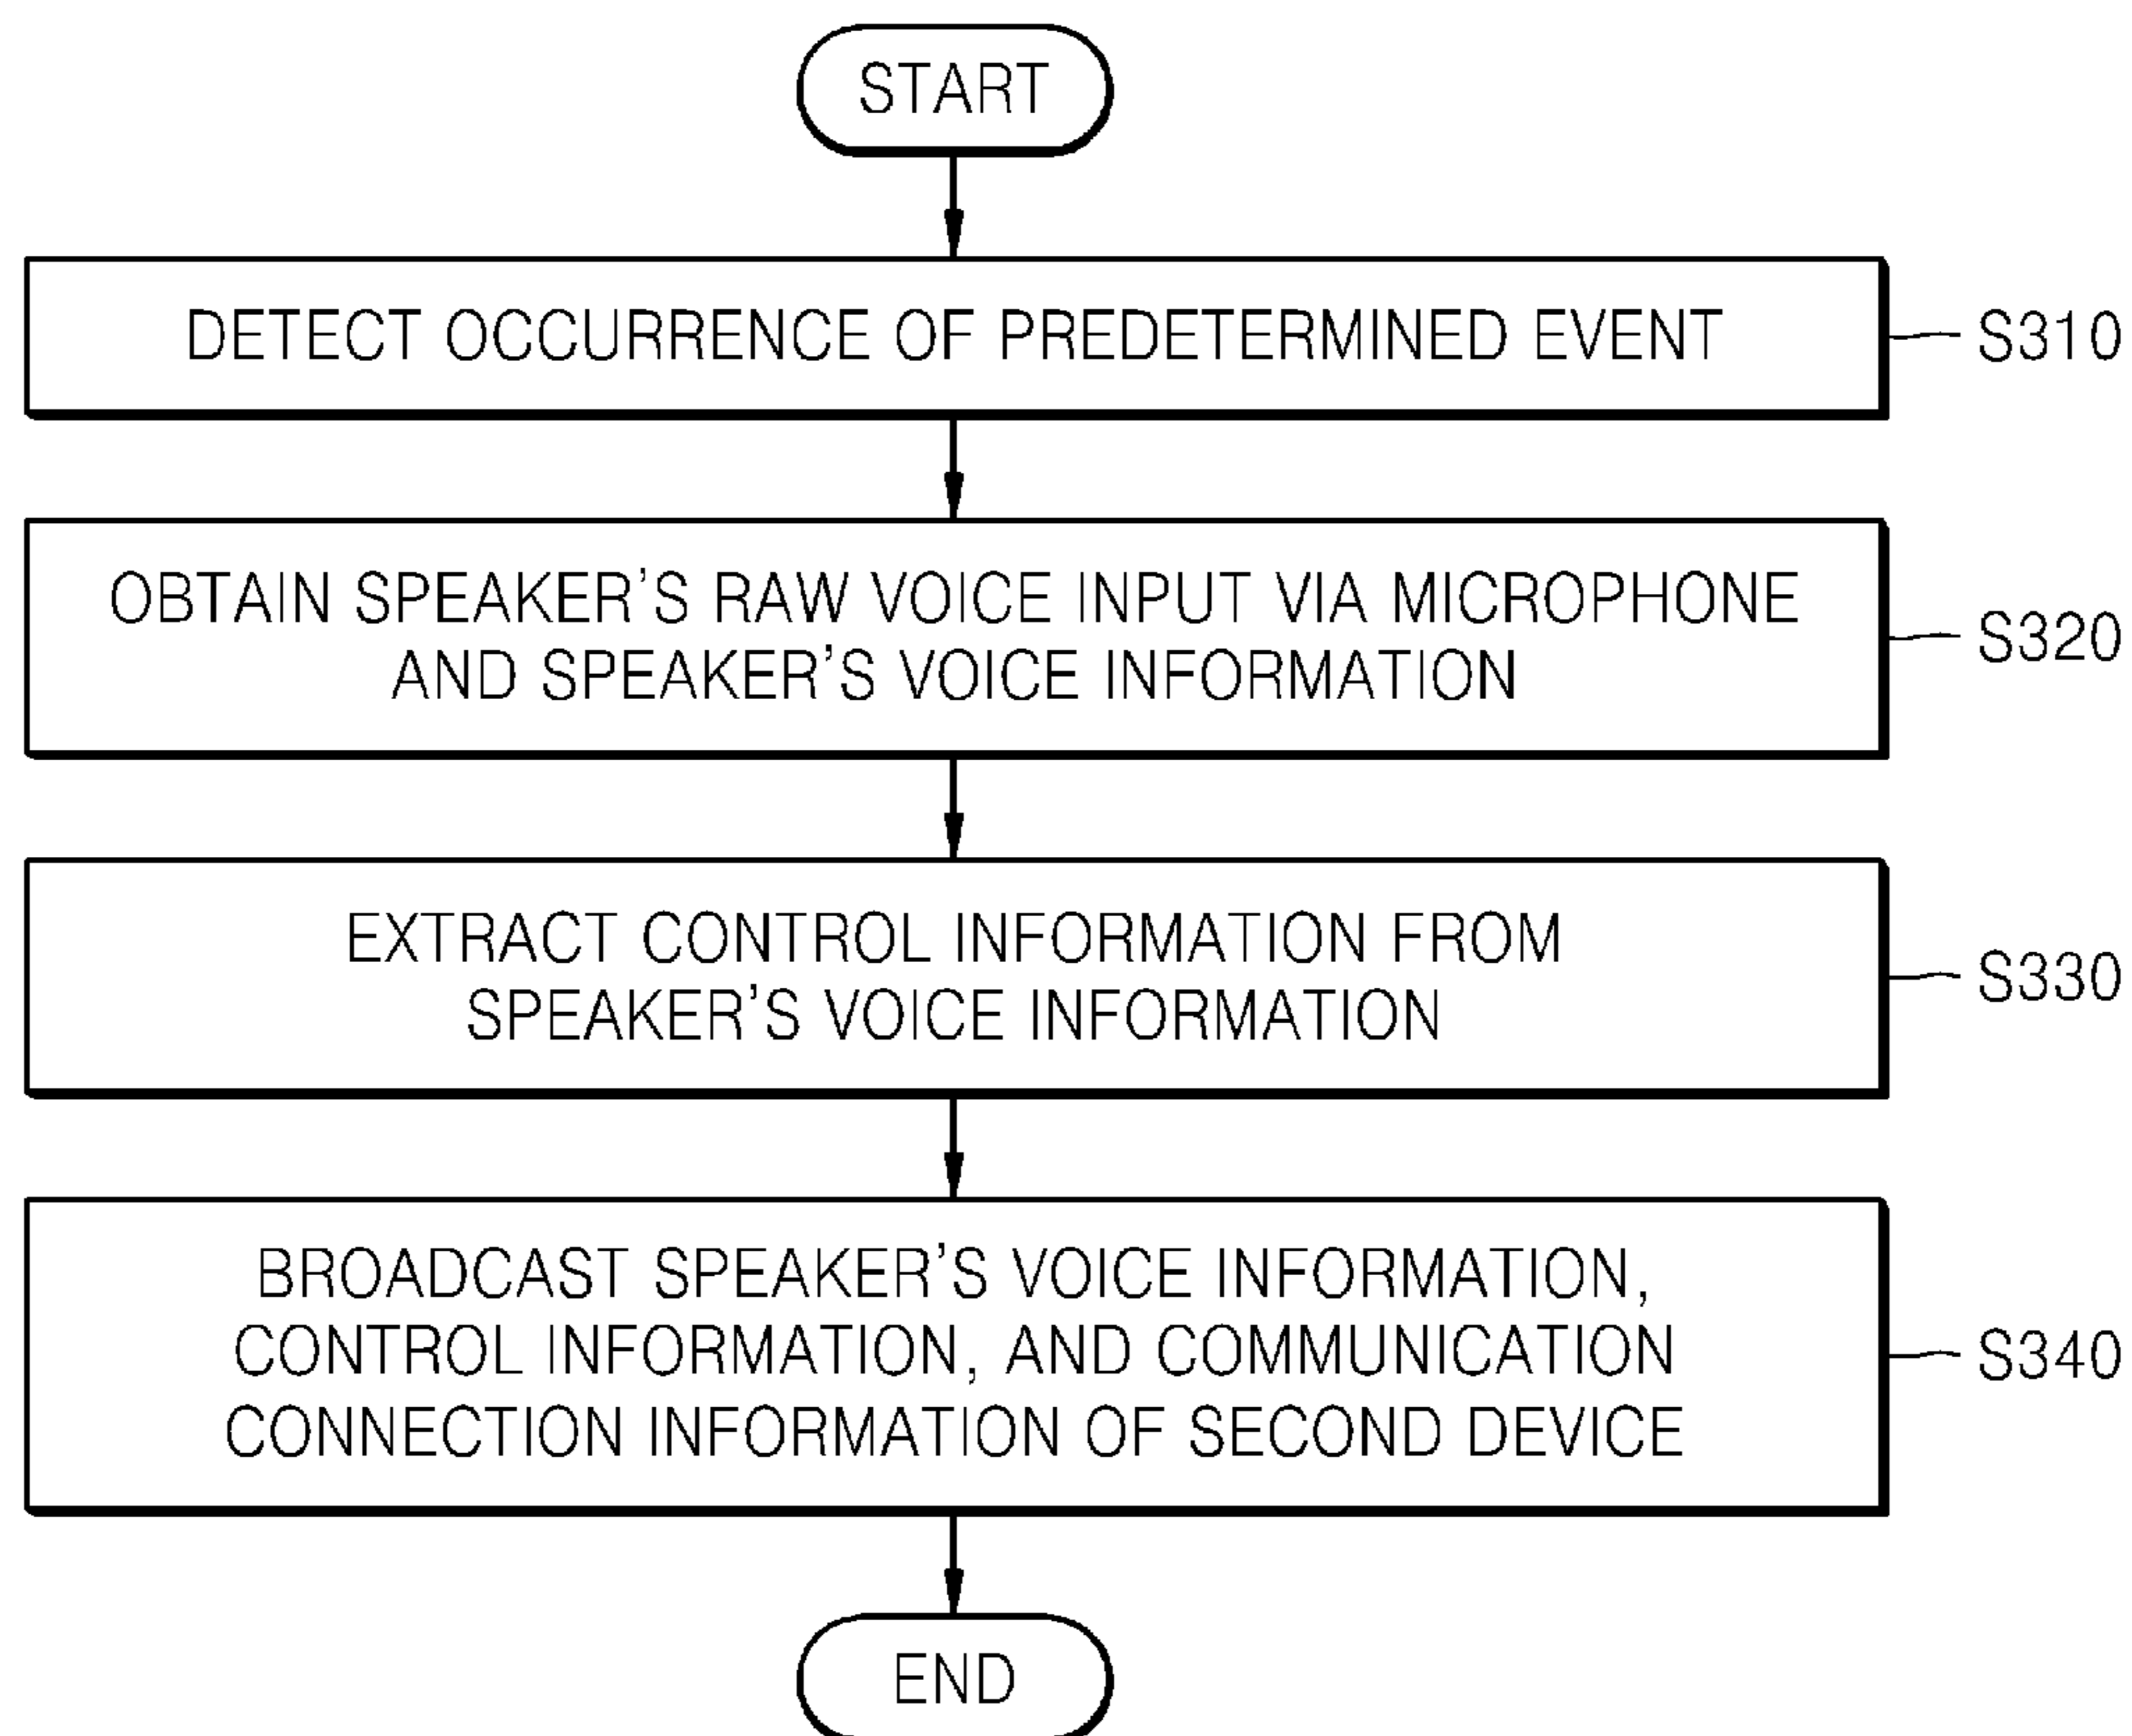 START
DETECT OCCURRENCE OF PREDETERMINED EVENT
S310
OBTAIN SPEAKER'S RAW VOICE INPUT VIA MICROPHONE
AND SPEAKER'S VOICE INFORMATION
S320
EXTRACT CONTROL INFORMATION FROM
SPEAKER'S VOICE INFORMATION
S330
BROADCAST SPEAKER'S VOICE INFORMATION,
CONTROL INFORMATION, AND COMMUNICATION
CONNECTION INFORMATION OF SECOND DEVICE
S340
END